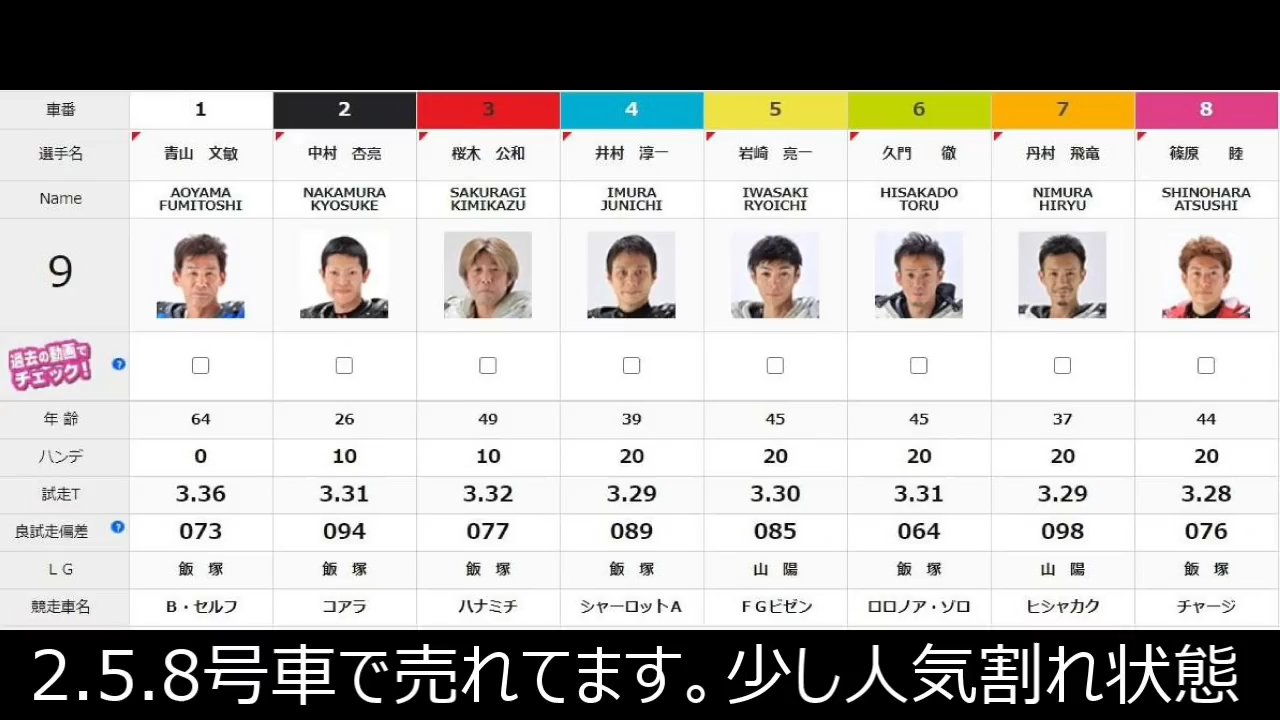 車番 1 2 3 4 5 6 7 8
選手名 青山 文敏 中村 杏亮 桜木 公和 井村 淳一 岩崎 亮一 久門 徹 丹村 飛竜 篠原 睦
Name AOYAMA FUMITOSHI NAKAMURA KYOSUKE SAKURAGI KIMIKAZU IMURA JUNICHI IWASAKI RYOICHI HISAKADO TORU NIMURA HIRYU SHINOHARA ATSUSHI
9
過去の動画でチェック! ?
年齢 64 26 49 39 45 45 37 44
ハンデ 0 10 10 20 20 20 20 20
試走T 3.36 3.31 3.32 3.29 3.30 3.31 3.29 3.28
良試走偏差 ? 073 094 077 089 085 064 098 076
LG 飯塚 飯塚 飯塚 飯塚 山陽 飯塚 山陽 飯塚
競走車名 B・セルフ コアラ ハナミチ シャーロットA FGビゼン ロロノア・ゾロ ヒシャカク チャージ
2.5.8号車で売れてます。少し人気割れ状態